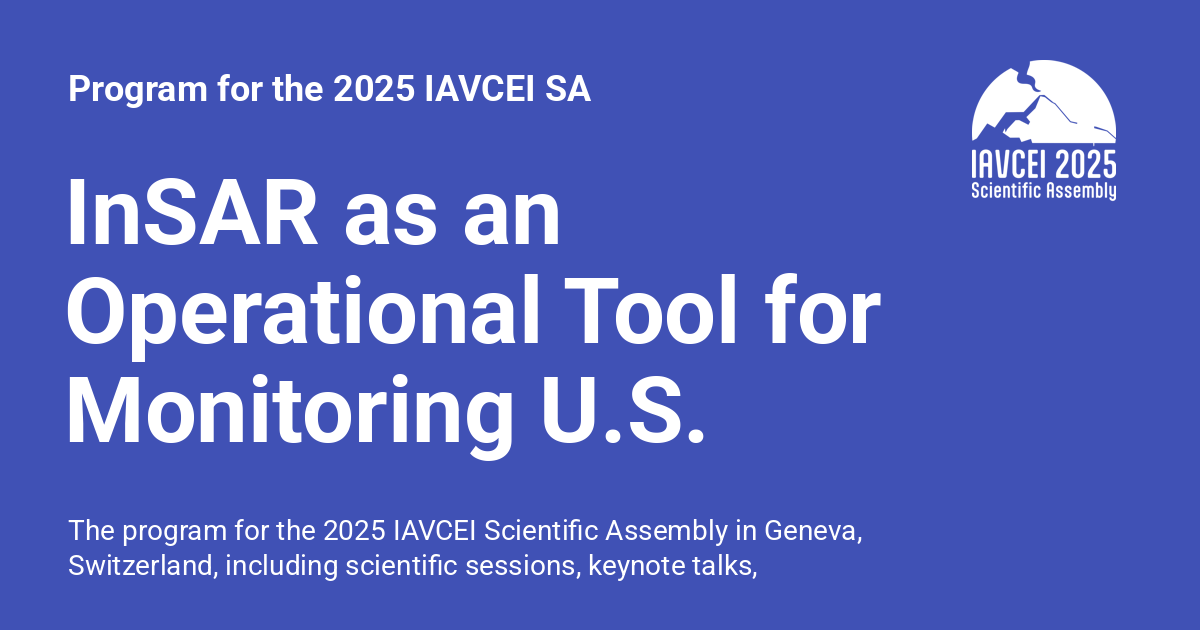 Program for the 2025 IAVCEI SA
IAVCEI 2025
Scientific Assembly
InSAR as an
Operational Tool for
Monitoring U.S.
The program for the 2025 IAVCEI Scientific Assembly in Geneva,
Switzerland, including scientific sessions, keynote talks,